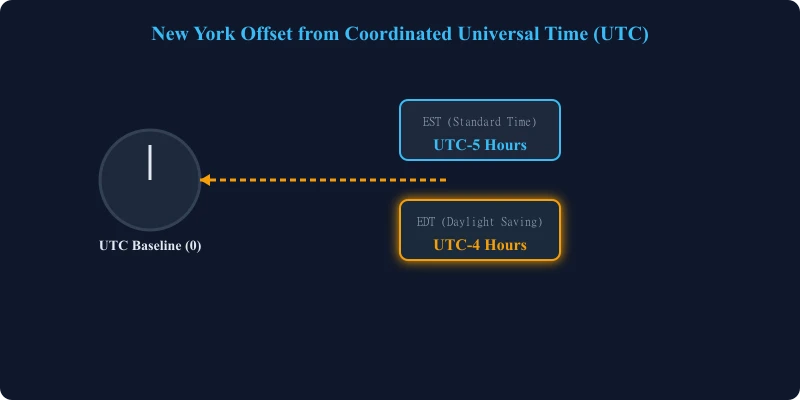 New York Offset from Coordinated Universal Time (UTC)
EST (Standard Time)
UTC-5 Hours
EDT (Daylight Saving)
UTC-4 Hours
UTC Baseline (0)